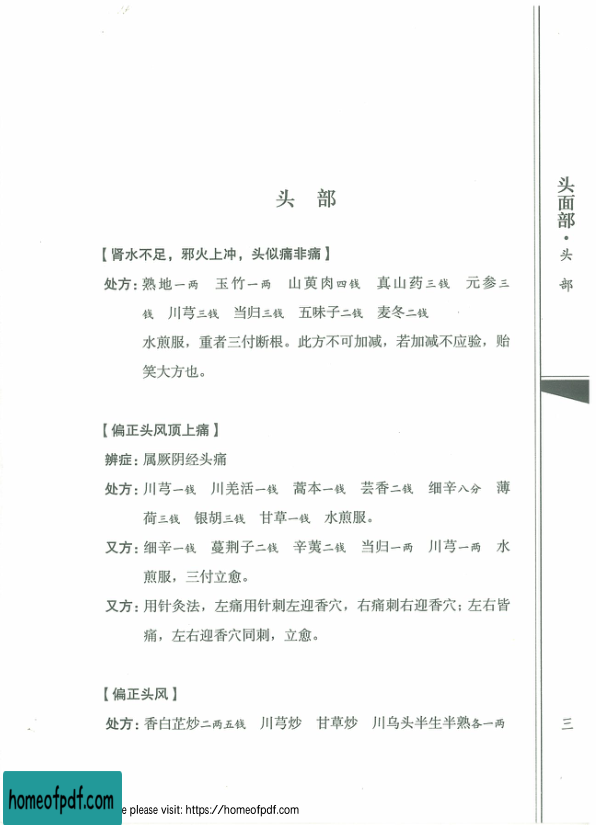 头 部
【肾水不足，邪火上冲，头似痛非痛】
处方：熟地一两 玉竹一两 山萸肉四钱 真山药三钱 元参三
钱 川芎三钱 当归三钱 五味子二钱 麦冬二钱
水煎服，重者三付断根。此方不可加减，若加减不应验，贻
笑大方也。
【偏正头风顶上痛】
辨症：属厥阴经头痛
处方：川芎一钱 川羌活一钱 蒿本一钱 芸香二钱 细辛八分 薄
荷三钱 银胡三钱 甘草一钱 水煎服。
又方：细辛一钱 蔓荆子二钱 辛荑二钱 当归一两 川芎一两 水
煎服，三付立愈。
又方：用针灸法，左痛用针刺左迎香穴，右痛刺右迎香穴；左右皆
痛，左右迎香穴同刺，立愈。
【偏正头风】
处方：香白芷炒二两五钱 川芎炒 甘草炒 川乌头半生半熟各一两
头面部·头部
三
homeofpdf.com
e please visit: https://homeofpdf.com